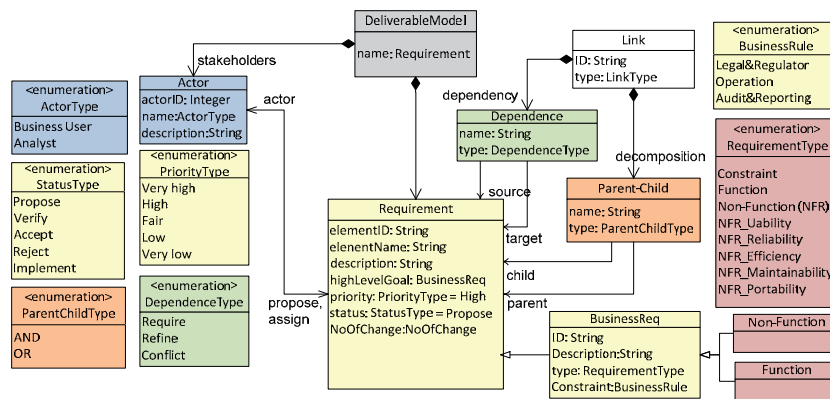 DeliverableModel
name: Requirement
stakeholders
Link
ID: String
type: LinkType
<enumeration>
BusinessRule
Legal&Regulator
Operation
Audit&Reporting
<enumeration>
ActorType
Business User
Analyst
Actor
actorID: Integer
name:ActorType
description:String
actor
dependency
Dependence
name: String
type: DependenceType
decomposition
<enumeration>
RequirementType
Constraint
Function
Non-Function (NFR)
NFR_Uability
NFR_Reliability
NFR_Efficiency
NFR_Maintainability
NFR_Portability
<enumeration>
StatusType
Propose
Verify
Accept
Reject
Implement
<enumeration>
PriorityType
Very high
High
Fair
Low
Very low
source
target
Parent-Child
name: String
type: ParentChildType
child
parent
Requirement
elementID: String
elenentName: String
description: String
highLevelGoal: BusinessReq
priority: PriorityType = High
status: StatusType = Propose
NoOfChange:NoOfChange
propose,
assign
<enumeration>
ParentChildType
AND
OR
<enumeration>
DependenceType
Require
Refine
Conflict
BusinessReq
ID: String
Description:String
type: RequirementType
Constraint:BusinessRule
Non-Function
Function